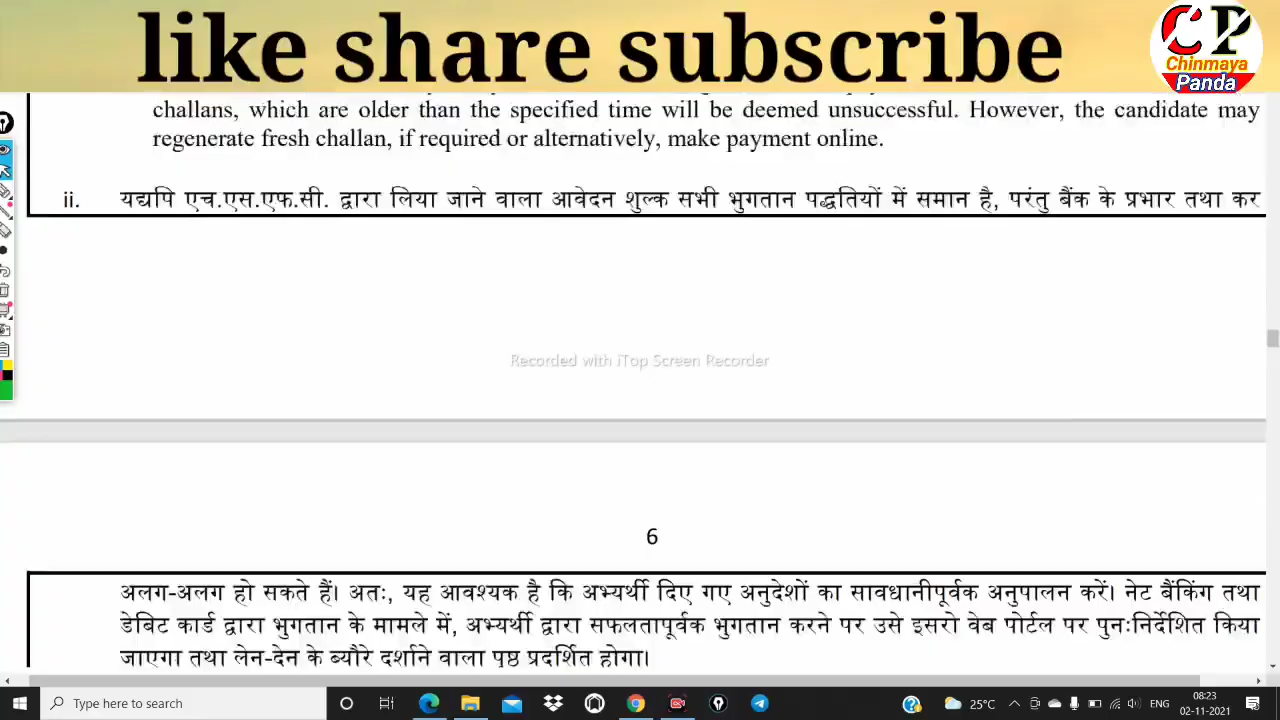 like share subscribe
CP
Chinmaya
Panda
challans, which are older than the specified time will be deemed unsuccessful. However, the candidate may
regenerate fresh challan, if required or alternatively, make payment online.
ii. यद्यपि एच.एस.एफ.सी. द्वारा लिया जाने वाला आवेदन शुल्क सभी भुगतान पद्धतियों में समान है, परंतु बैंक के प्रभार तथा कर
Recorded with iTop Screen Recorder
6
अलग-अलग हो सकते हैं। अतः, यह आवश्यक है कि अभ्यर्थी दिए गए अनुदेशों का सावधानीपूर्वक अनुपालन करें। नेट बैंकिंग तथा
डेबिट कार्ड द्वारा भुगतान के मामले में, अभ्यर्थी द्वारा सफलतापूर्वक भुगतान करने पर उसे इसरो वेब पोर्टल पर पुनःनिर्देशित किया
जाएगा तथा लेन-देन के ब्यौरे दर्शाने वाला पृष्ठ प्रदर्शित होगा।
Type here to search
25°C
ENG
08:23
02-11-2021